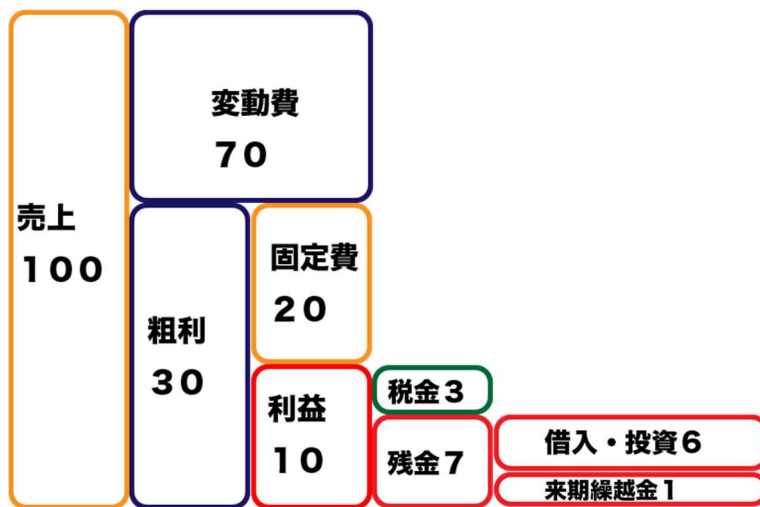 売上
100
変動費
70
粗利
30
固定費
20
利益
10
税金3
残金7
借入・投資6
来期繰越金1